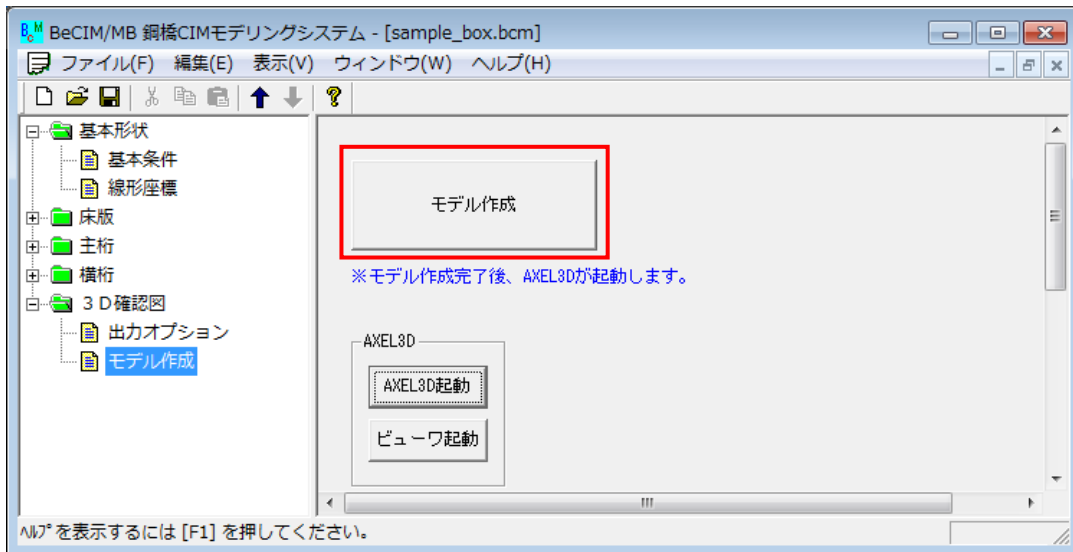 BeCIM/MB 鋼橋CIMモデリングシステム - [sample_box.bcm]
ファイル(F) 編集(E) 表示(V) ウィンドウ(W) ヘルプ(H)
基本形状
基本条件
線形座標
床版
主桁
横桁
3D確認図
出力オプション
モデル作成
モデル作成
※モデル作成完了後、AXEL3Dが起動します。
AXEL3D
AXEL3D起動
ビューワ起動
ﾍﾙﾌﾟを表示するには [F1] を押してください。